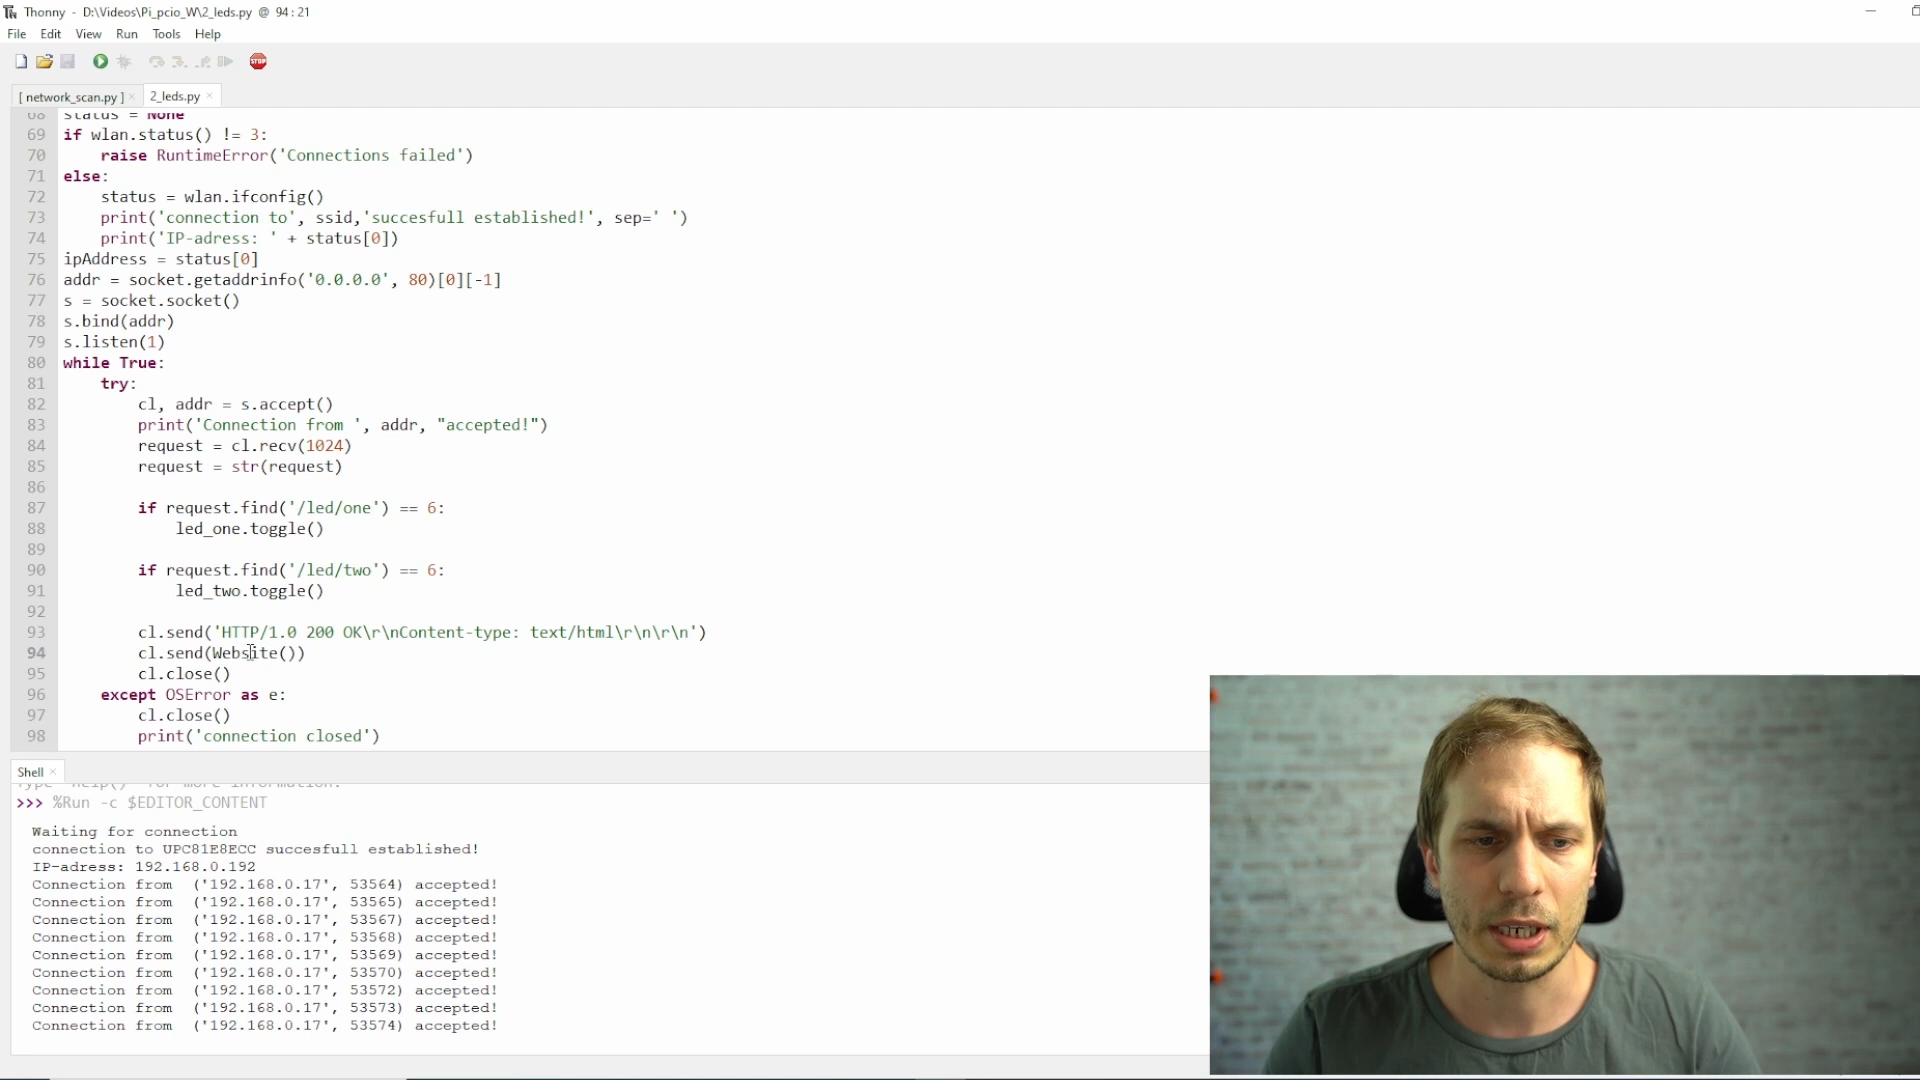 Thonny - D:\Videos\Pi_pcio_W\2_leds.py @ 94:21
File Edit View Run Tools Help
STOP
[ network_scan.py ] × 2_leds.py ×
68 status = None
69 if wlan.status() != 3:
70 raise RuntimeError('Connections failed')
71 else:
72 status = wlan.ifconfig()
73 print('connection to', ssid,'succesfull established!', sep=' ')
74 print('IP-adress: ' + status[0])
75 ipAddress = status[0]
76 addr = socket.getaddrinfo('0.0.0.0', 80)[0][-1]
77 s = socket.socket()
78 s.bind(addr)
79 s.listen(1)
80 while True:
81 try:
82 cl, addr = s.accept()
83 print('Connection from ', addr, "accepted!")
84 request = cl.recv(1024)
85 request = str(request)
86
87 if request.find('/led/one') == 6:
88 led_one.toggle()
89
90 if request.find('/led/two') == 6:
91 led_two.toggle()
92
93 cl.send('HTTP/1.0 200 OK\r\nContent-type: text/html\r\n\r\n')
94 cl.send(Website())
95 cl.close()
96 except OSError as e:
97 cl.close()
98 print('connection closed')
Shell ×
Type "help()" for more information.
>>> %Run -c $EDITOR_CONTENT
Waiting for connection
connection to UPC81E8ECC succesfull established!
IP-adress: 192.168.0.192
Connection from ('192.168.0.17', 53564) accepted!
Connection from ('192.168.0.17', 53565) accepted!
Connection from ('192.168.0.17', 53567) accepted!
Connection from ('192.168.0.17', 53568) accepted!
Connection from ('192.168.0.17', 53569) accepted!
Connection from ('192.168.0.17', 53570) accepted!
Connection from ('192.168.0.17', 53572) accepted!
Connection from ('192.168.0.17', 53573) accepted!
Connection from ('192.168.0.17', 53574) accepted!